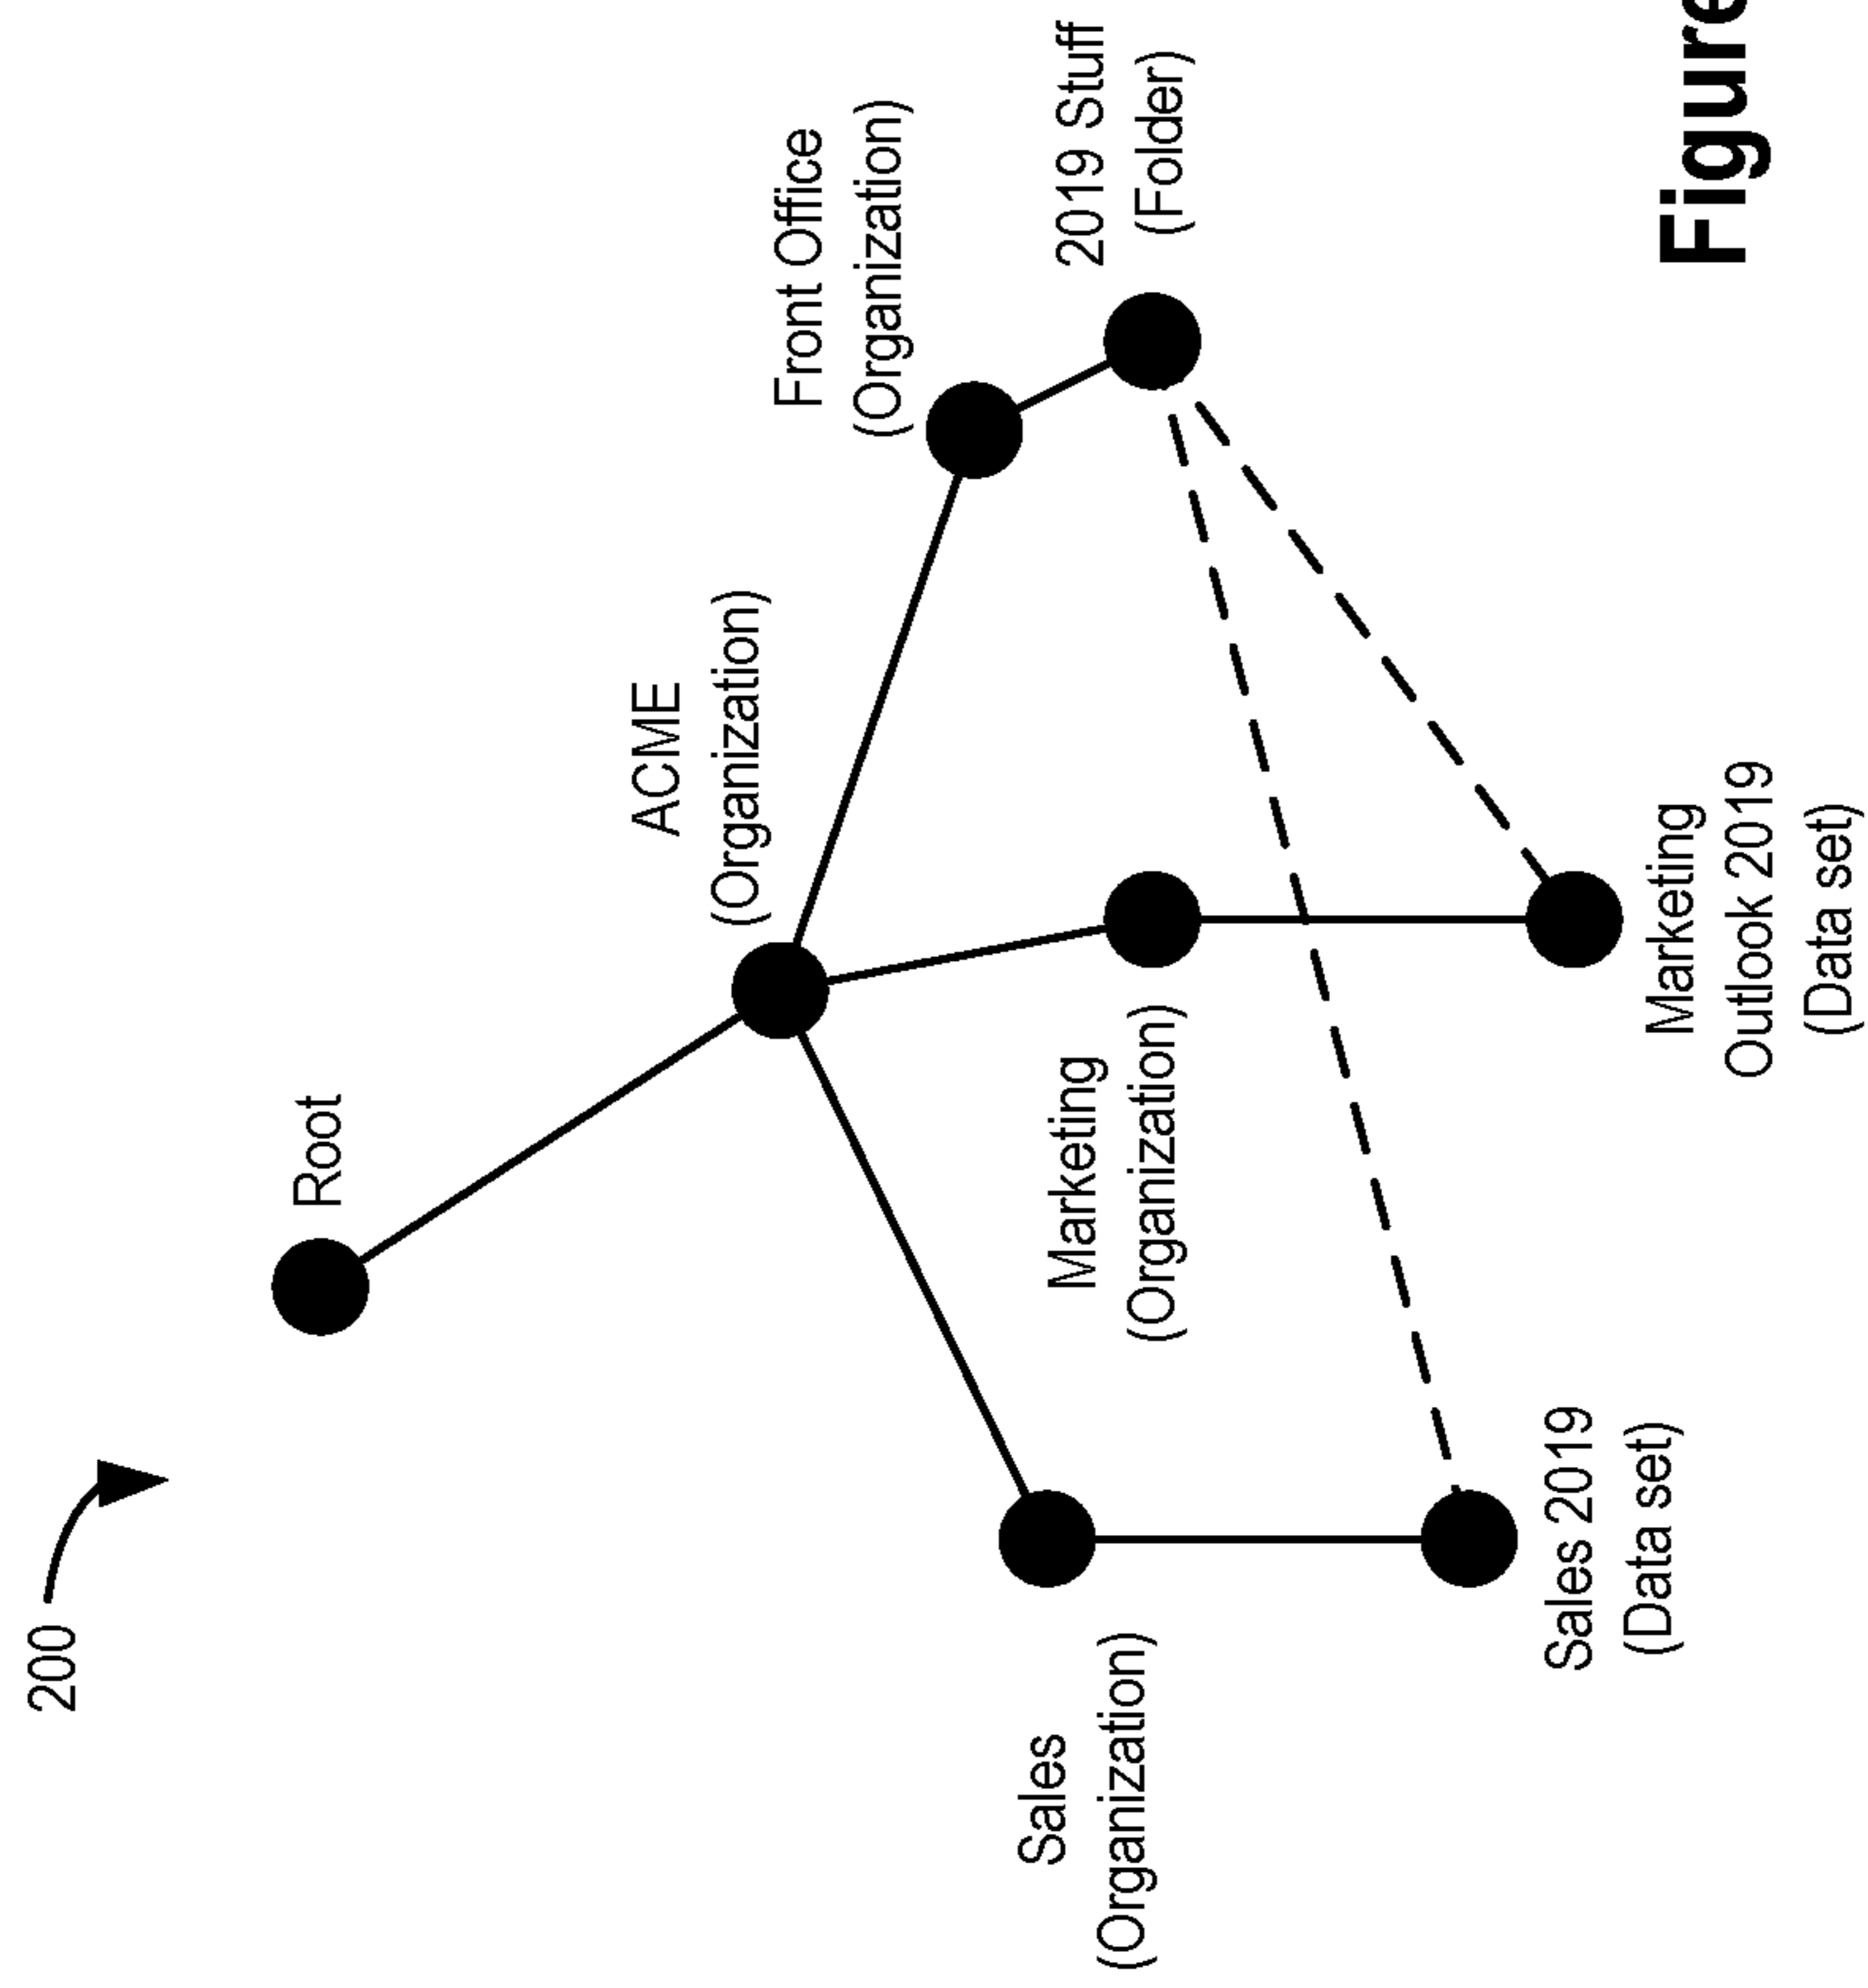 200
Root
ACME
(Organization)
Front Office
(Organization)
Sales
(Organization)
Marketing
(Organization)
2019 Stuff
(Folder)
Sales 2019
(Data set)
Marketing
Outlook 2019
(Data set)
Figure